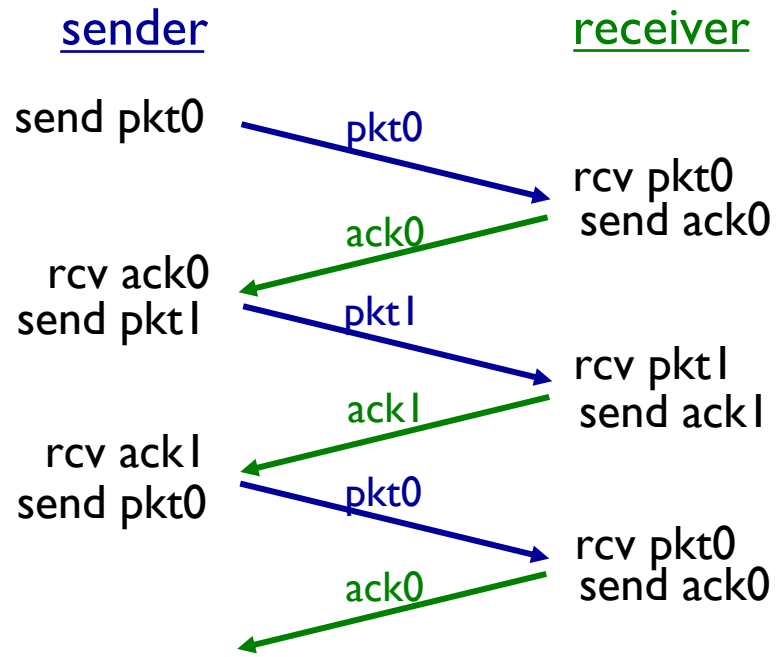 sender
receiver
send pkt0
pkt0
rcv pkt0
send ack0
ack0
rcv ack0
send pkt1
pkt1
rcv pkt1
send ack1
ack1
rcv ack1
send pkt0
pkt0
rcv pkt0
send ack0
ack0